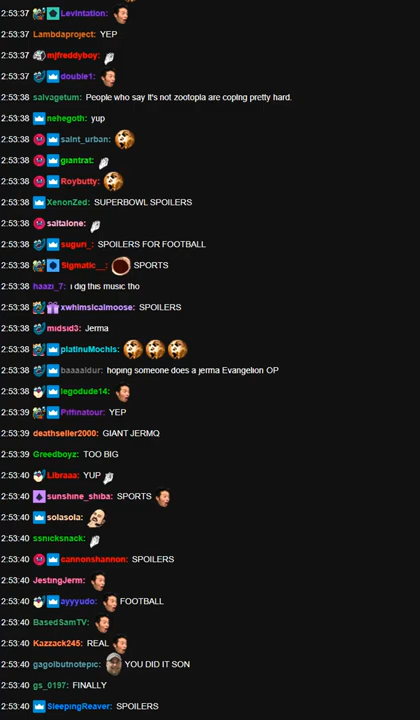 2:53:37 Levintation:
2:53:37 Lambdaproject: YEP
2:53:37 mjfreddyboy:
2:53:37 double1:
2:53:38 salvagetum: People who say it's not zootopia are coping pretty hard.
2:53:38 nehegoth: yup
2:53:38 saint_urban:
2:53:38 giantrat:
2:53:38 Roybutty:
2:53:38 XenonZed: SUPERBOWL SPOILERS
2:53:38 saltalone:
2:53:38 suguri_: SPOILERS FOR FOOTBALL
2:53:38 Sigmatic__: SPORTS
2:53:38 haazi_7: i dig this music tho
2:53:38 xwhimsicalmoose: SPOILERS
2:53:38 midsid3: Jerma
2:53:38 platinuMochis:
2:53:38 baaaaldur: hoping someone does a jerma Evangelion OP
2:53:38 legodude14:
2:53:39 Piffinatour: YEP
2:53:39 deathseller2000: GIANT JERMQ
2:53:39 Greedboyz: TOO BIG
2:53:40 Libraaa: YUP
2:53:40 sunshine_shiba: SPORTS
2:53:40 solasola:
2:53:40 ssnicksnack:
2:53:40 cannonshannon: SPOILERS
2:53:40 JestingJerm:
2:53:40 ayyyudo: FOOTBALL
2:53:40 BasedSamTV:
2:53:40 Kazzack245: REAL
2:53:40 gagolbutnotepic: YOU DID IT SON
2:53:40 gs_0197: FINALLY
2:53:40 SleepingReaver: SPOILERS